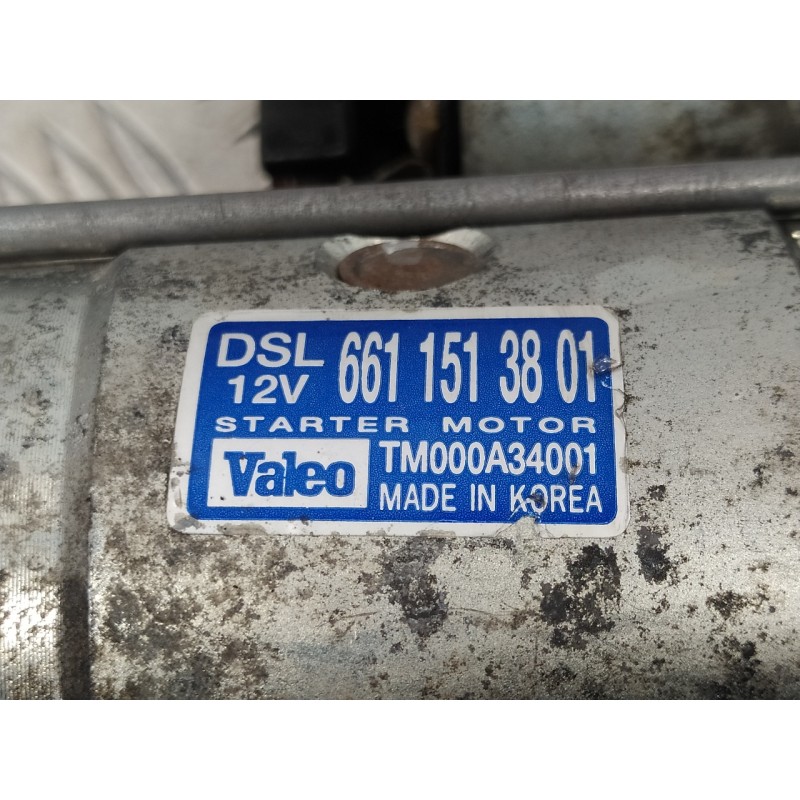 DSL 661 151 38 01
12V
STARTER MOTOR
Valeo TM000A34001
MADE IN KOREA